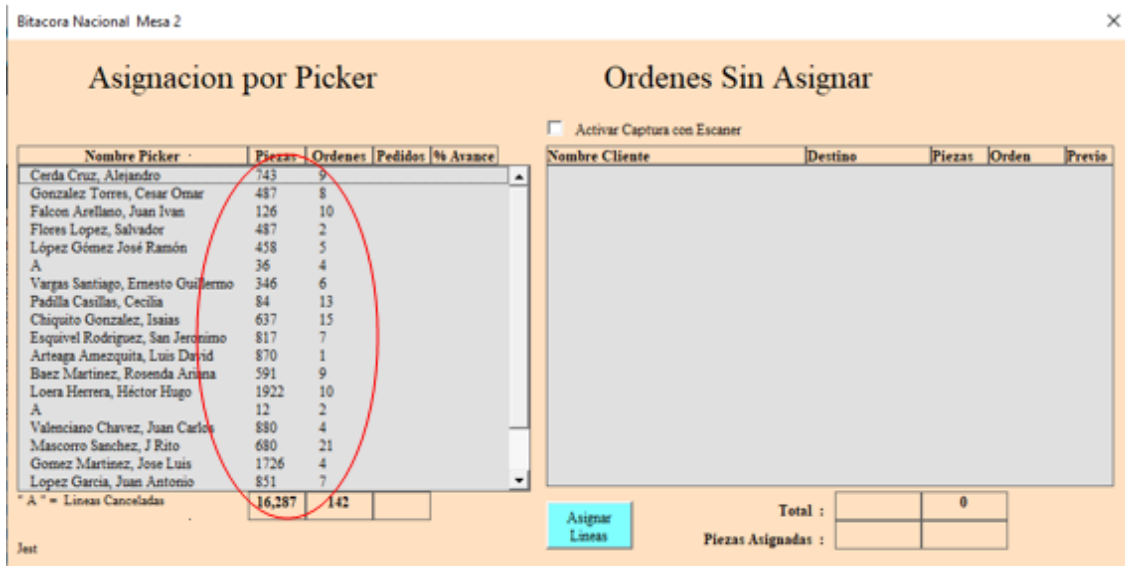 Bitacora Nacional Mesa 2
Asignacion por Picker
Ordenes Sin Asignar
Activar Captura con Escaner
Nombre Picker Piezas Ordenes Pedidos % Avance
Nombre Cliente Destino Piezas Orden Previo
Cerda Cruz, Alejandro 743 9
Gonzalez Torres, Cesar Omar 487 8
Falcon Arellano, Juan Ivan 126 10
Flores Lopez, Salvador 487 2
López Gómez José Ramón 458 5
A 36 4
Vargas Santiago, Ernesto Guillermo 346 6
Padilla Casillas, Cecilia 84 13
Chiquito Gonzalez, Isaias 637 15
Esquivel Rodriguez, San Jeronimo 817 7
Arteaga Amezquita, Luis David 870 1
Baez Martinez, Rosenda Ariana 591 9
Loera Herrera, Héctor Hugo 1922 10
A 12 2
Valenciano Chavez, Juan Carlos 880 4
Mascorro Sanchez, J Rito 680 21
Gomez Martinez, Jose Luis 1726 4
Lopez Garcia, Juan Antonio 851 7
" A " = Lineas Canceladas 16,287 142
Asignar
Lineas
Total : 0
Piezas Asignadas :
Jest